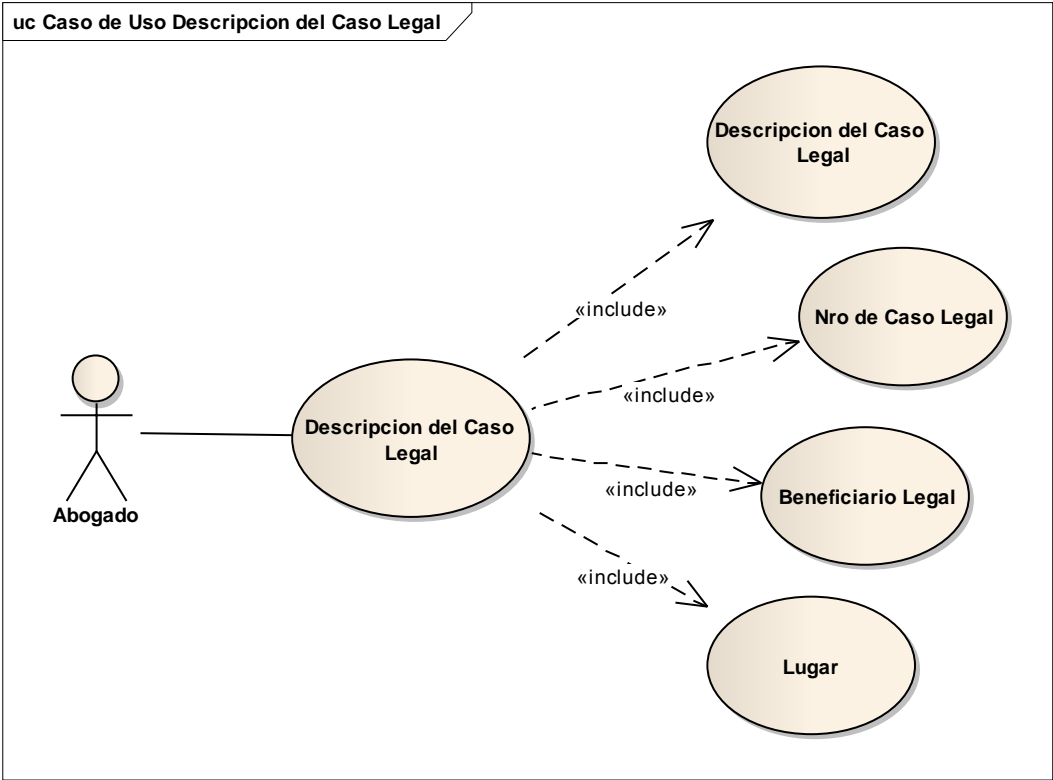 uc Caso de Uso Descripcion del Caso Legal
Descripcion del Caso
Legal
«include»
Nro de Caso Legal
«include»
Descripcion del Caso
Legal
«include»
Beneficiario Legal
Abogado
«include»
Lugar